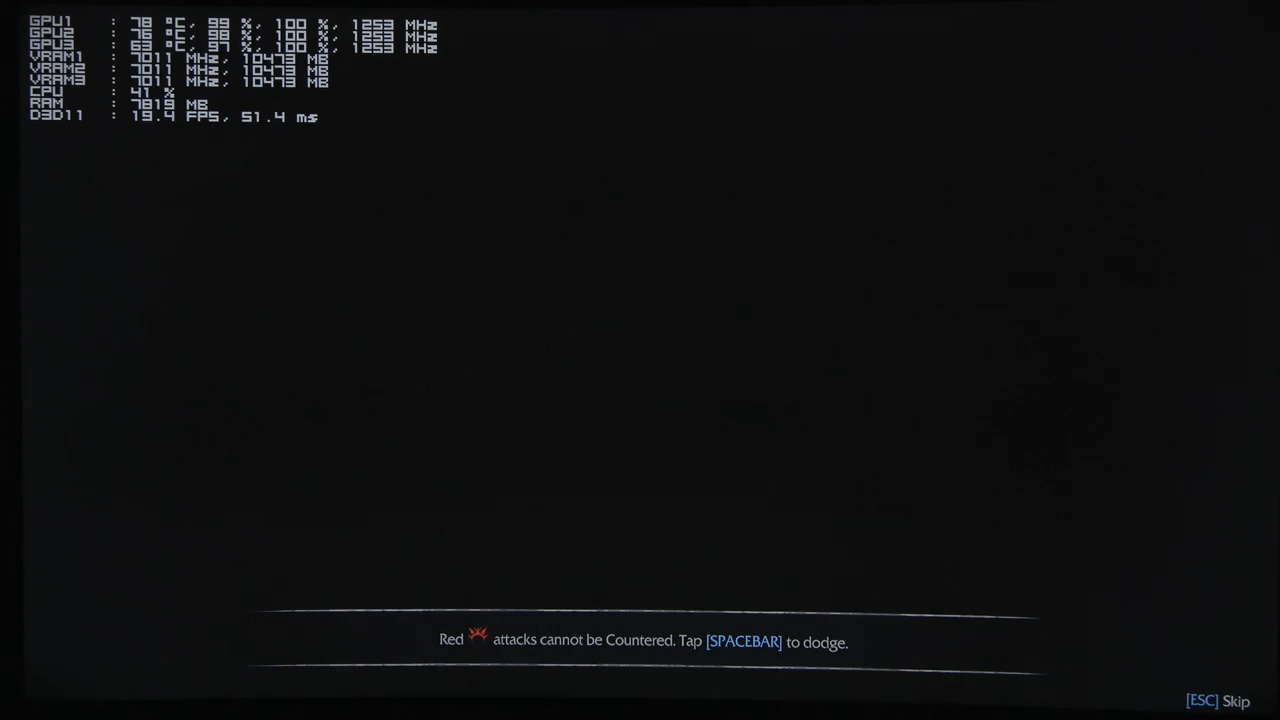 GPU1 : 78 °C, 99 %, 100 %, 1253 MHz
GPU2 : 76 °C, 98 %, 100 %, 1253 MHz
GPU3 : 63 °C, 97 %, 100 %, 1253 MHz
VRAM1 : 7011 MHz, 10473 MB
VRAM2 : 7011 MHz, 10473 MB
VRAM3 : 7011 MHz, 10473 MB
CPU : 41 %
RAM : 7819 MB
D3D11 : 19.4 FPS, 51.4 ms
Red attacks cannot be Countered. Tap [SPACEBAR] to dodge.
[ESC] Skip